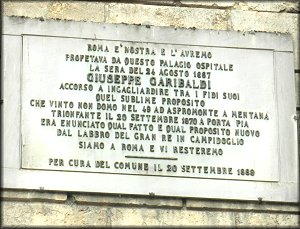 ROMA E' NOSTRA E L'AVREMO
PROFETAVA DA QUESTO PALAGIO OSPITALE
LA SERA DEL 24 AGOSTO 1867
GIUSEPPE GARIBALDI
ACCORSO A INGAGLIARDIRE TRA I FIDI SUOI
QUEL SUBLIME PROPOSITO
CHE VINTO NON DOMO NEL 49 AD ASPROMONTE A MENTANA
TRIONFANTE IL 20 SETTEMBRE 1870 A PORTA PIA
ERA ENUNCIATO QUAL FATTO E QUAL PROPOSITO NUOVO
DAL LABBRO DEL GRAN RE IN CAMPIDOGLIO
SIAMO A ROMA E VI RESTEREMO
PER CURA DEL COMUNE IL 20 SETTEMBRE 1889